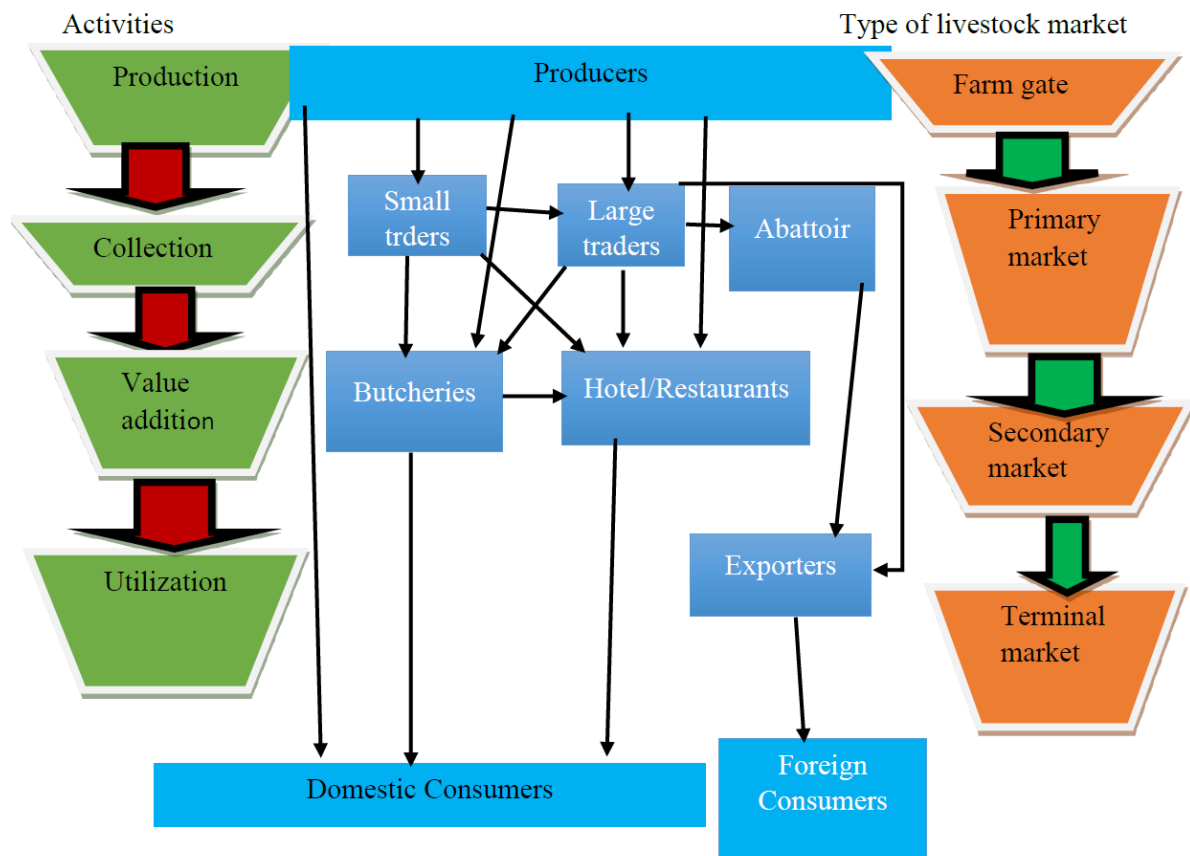 Activities
Type of livestock market
Production
Producers
Farm gate
Small
trders
Large
traders
Abattoir
Primary
market
Collection
Value
addition
Butcheries
Hotel/Restaurants
Secondary
market
Utilization
Exporters
Terminal
market
Domestic Consumers
Foreign
Consumers